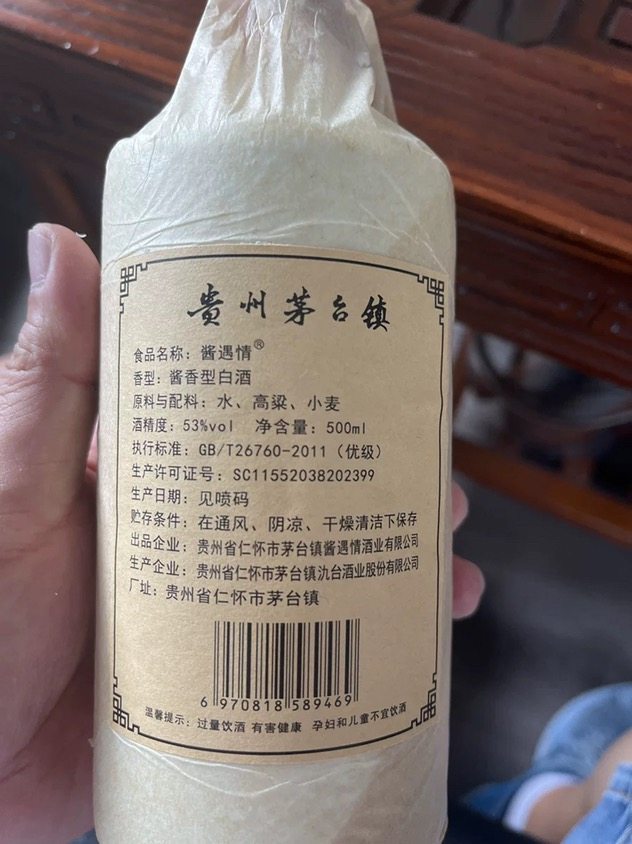 贵州茅台镇
食品名称：酱遇情®
香型：酱香型白酒
原料与配料：水、高粱、小麦
酒精度：53%vol 净含量：500ml
执行标准：GB/T26760-2011（优级）
生产许可证号：SC11552038202399
生产日期：见喷码
贮存条件：在通风、阴凉、干燥清洁下保存
出品企业：贵州省仁怀市茅台镇酱遇情酒业有限公司
生产企业：贵州省仁怀市茅台镇氿台酒业股份有限公司
厂址：贵州省仁怀市茅台镇
6 970818 589469
温馨提示：过量饮酒 有害健康 孕妇和儿童不宜饮酒